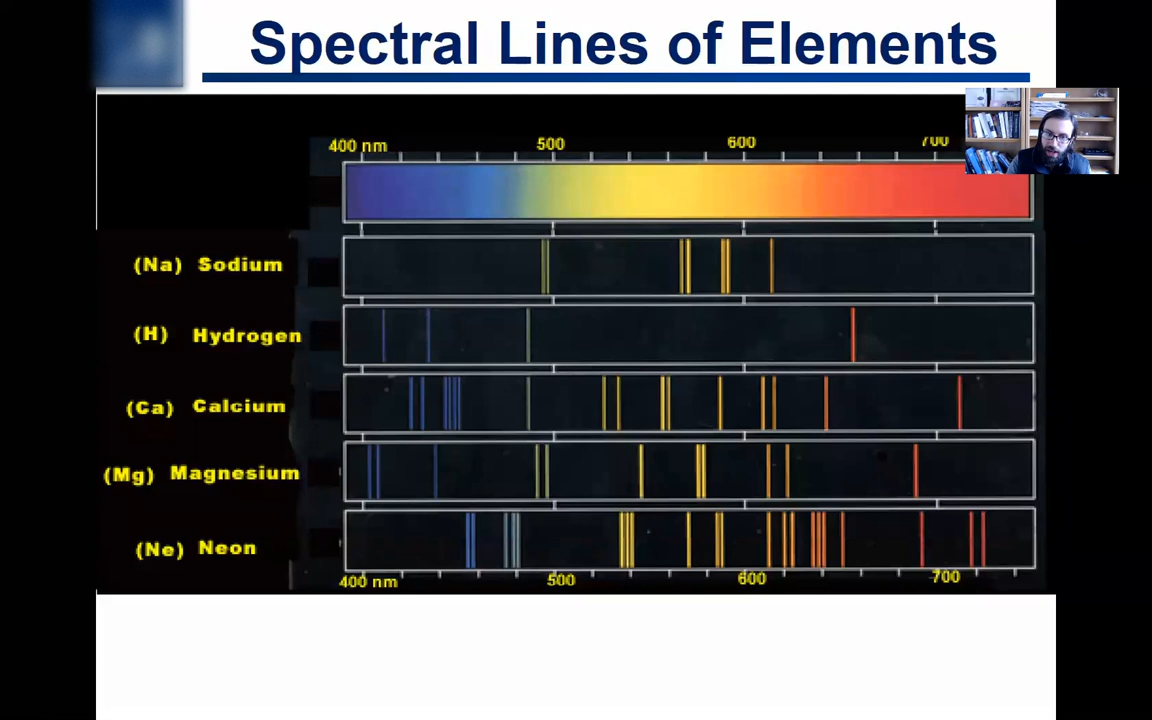 Spectral Lines of Elements
400 nm 500 600 700
(Na) Sodium
(H) Hydrogen
(Ca) Calcium
(Mg) Magnesium
(Ne) Neon
400 nm 500 600 700